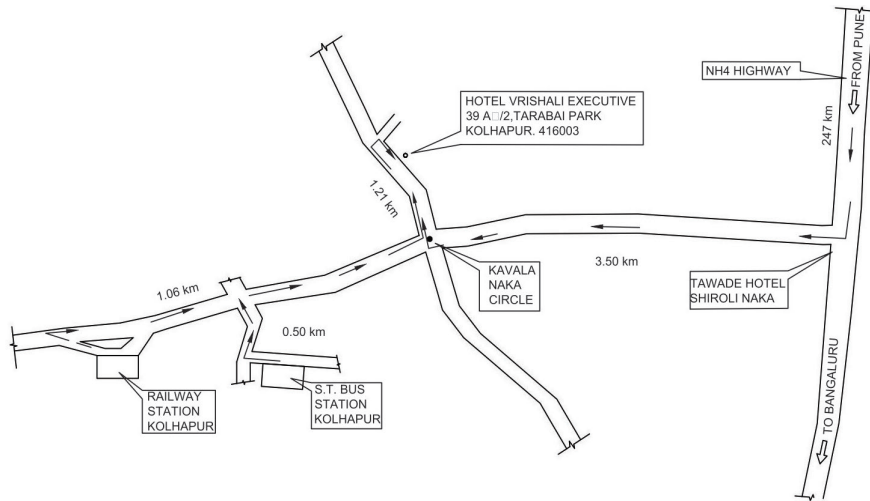 FROM PUNE
NH4 HIGHWAY
247 km
HOTEL VRISHALI EXECUTIVE
39 A□/2,TARABAI PARK
KOLHAPUR. 416003
1.21 km
3.50 km
KAVALA
NAKA
CIRCLE
TAWADE HOTEL
SHIROLI NAKA
1.06 km
0.50 km
RAILWAY
STATION
KOLHAPUR
S.T. BUS
STATION
KOLHAPUR
TO BANGALURU